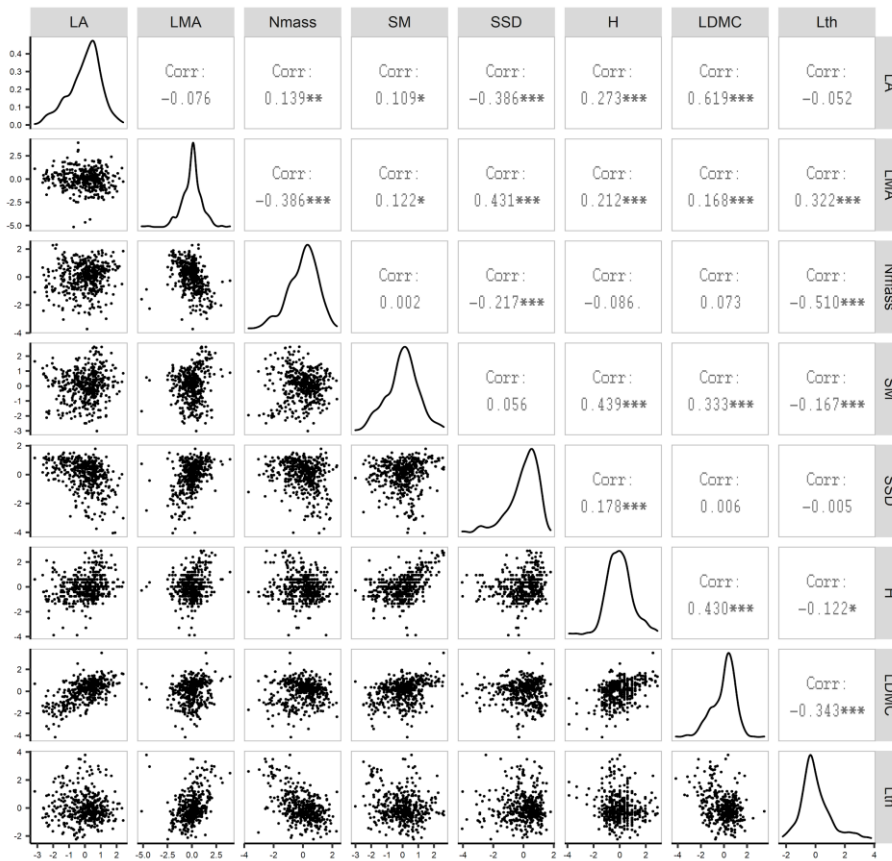 LA LMA Nmass SM SSD H LDMC Lth
0.4
0.3
0.2
0.1
0.0
Corr: Corr: Corr: Corr: Corr: Corr: Corr:
-0.076 0.139** 0.109* -0.386*** 0.273*** 0.619*** -0.052
LA
2.5
0.0
-2.5
-5.0
Corr: Corr: Corr: Corr: Corr: Corr:
-0.386*** 0.122* 0.431*** 0.212*** 0.168*** 0.322***
LMA
2
0
-2
-4
Corr: Corr: Corr: Corr: Corr:
0.002 -0.217*** -0.086. 0.073 -0.510***
Nmass
2
1
0
-1
-2
-3
Corr: Corr: Corr: Corr:
0.056 0.439*** 0.333*** -0.167***
SM
2
0
-2
-4
Corr: Corr: Corr:
0.178*** 0.006 -0.005
SSD
2
0
-2
-4
Corr: Corr:
0.430*** -0.122*
H
2
0
-2
-4
Corr:
-0.343***
LDMC
4
2
0
-2
Lth
-3 -2 -1 0 1 2 -5.0 -2.5 0.0 2.5 -4 -2 0 2 -3 -2 -1 0 1 2 -4 -2 0 2 -4 -2 0 2 -4 -2 0 2 -2 0 2 4